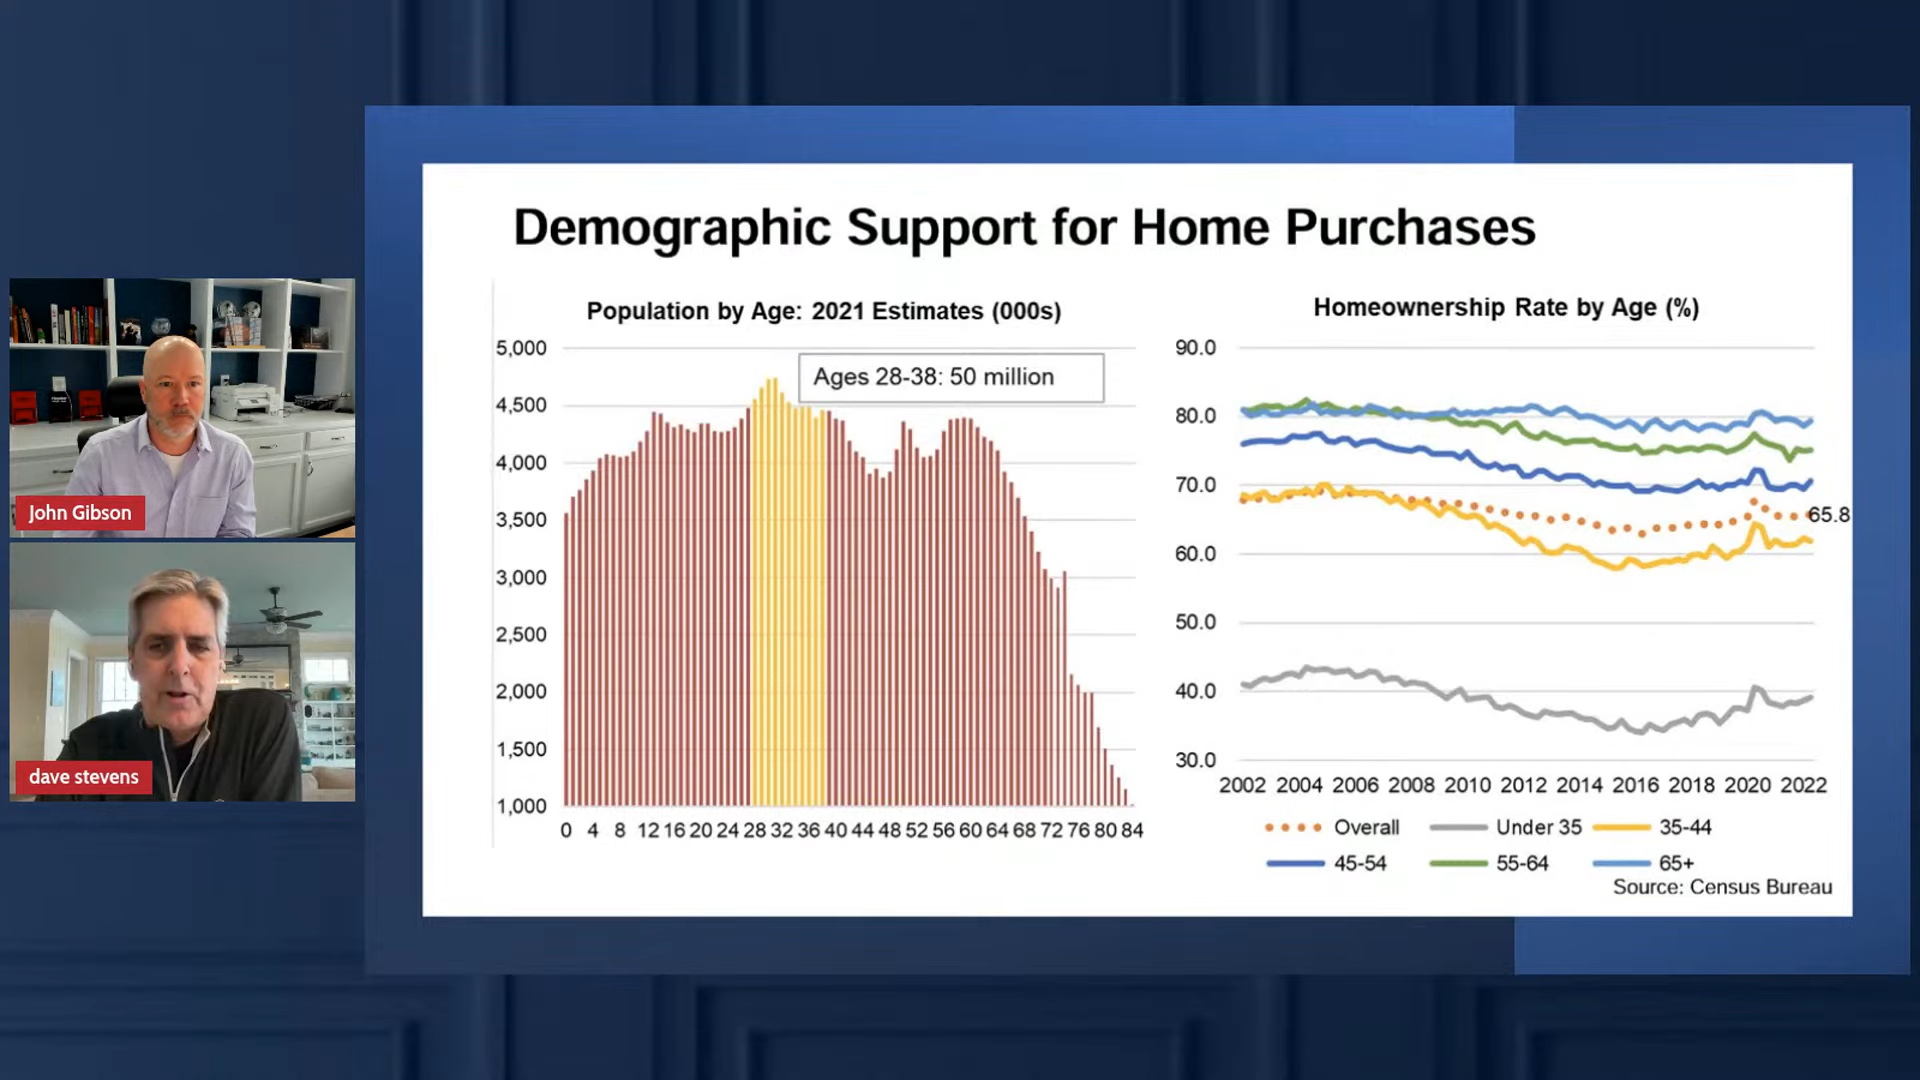 John Gibson
dave stevens
Demographic Support for Home Purchases
Population by Age: 2021 Estimates (000s)
Ages 28-38: 50 million
5,000
4,500
4,000
3,500
3,000
2,500
2,000
1,500
1,000
0 4 8 12 16 20 24 28 32 36 40 44 48 52 56 60 64 68 72 76 80 84
Homeownership Rate by Age (%)
90.0
80.0
70.0
65.8
60.0
50.0
40.0
30.0
2002 2004 2006 2008 2010 2012 2014 2016 2018 2020 2022
Overall Under 35 35-44
45-54 55-64 65+
Source: Census Bureau